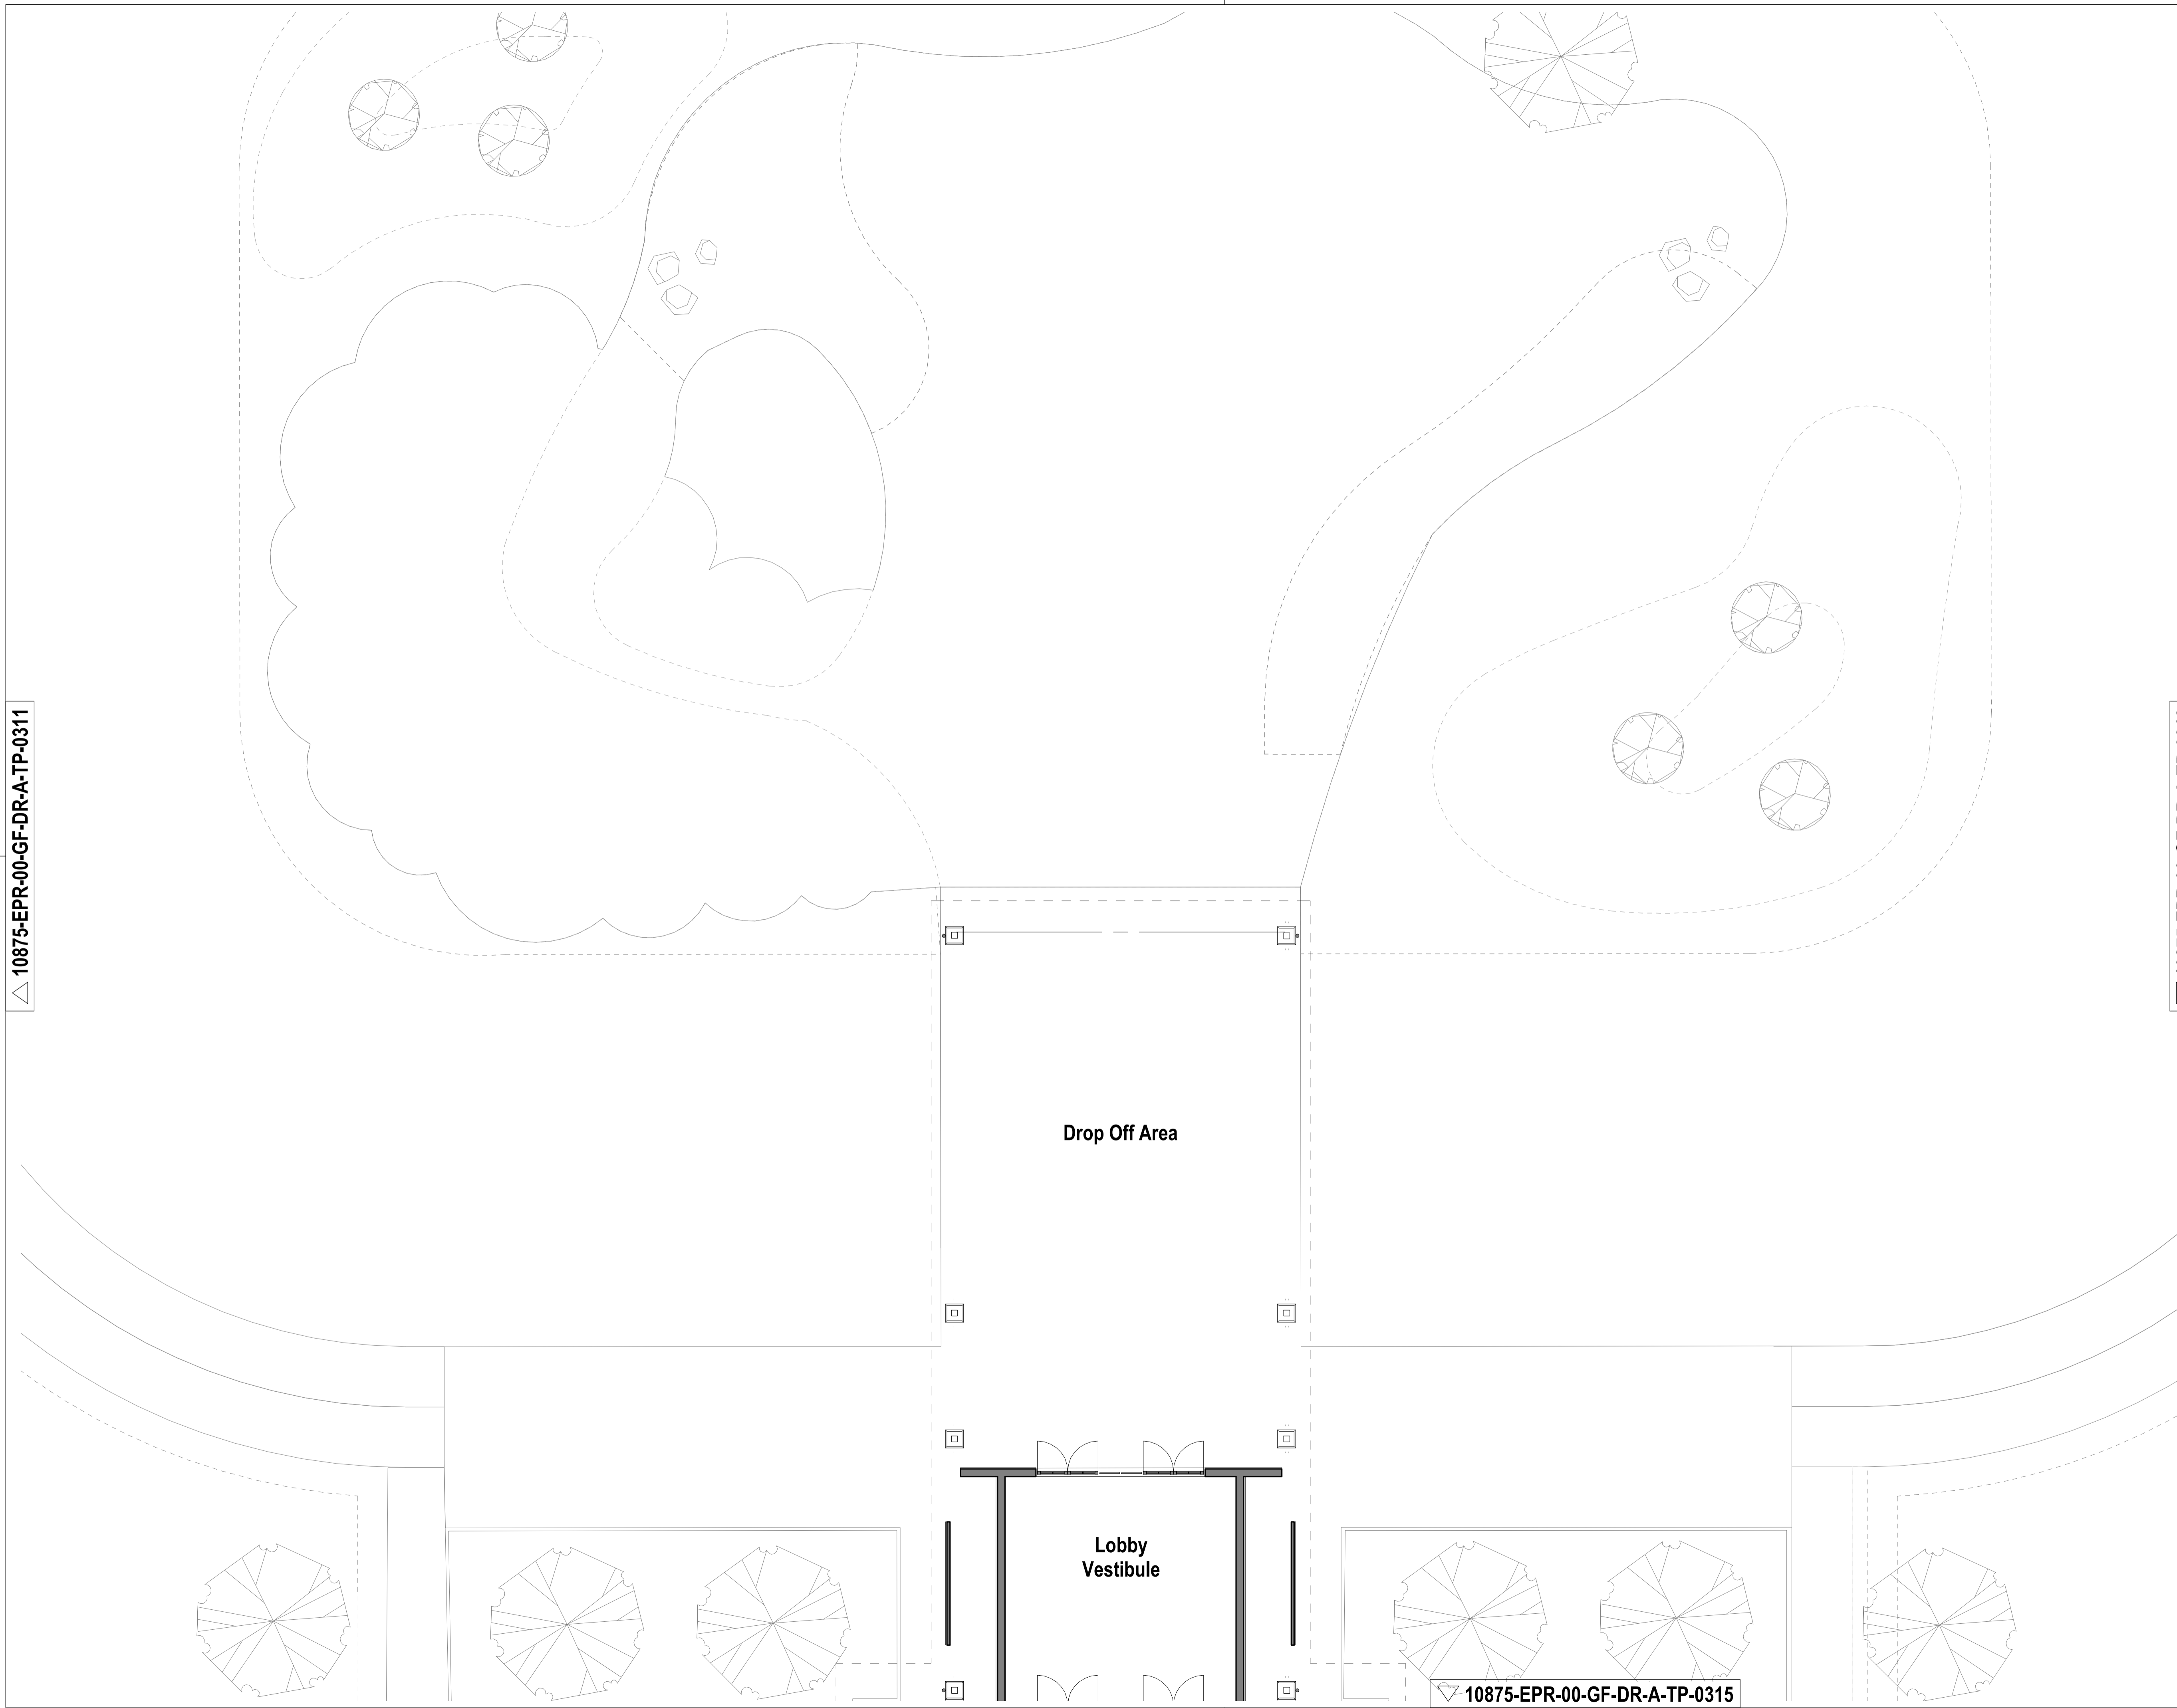 10875-EPR-00-GF-DR-A-TP-0311
Drop Off Area
Lobby
Vestibule
10875-EPR-00-GF-DR-A-TP-0315